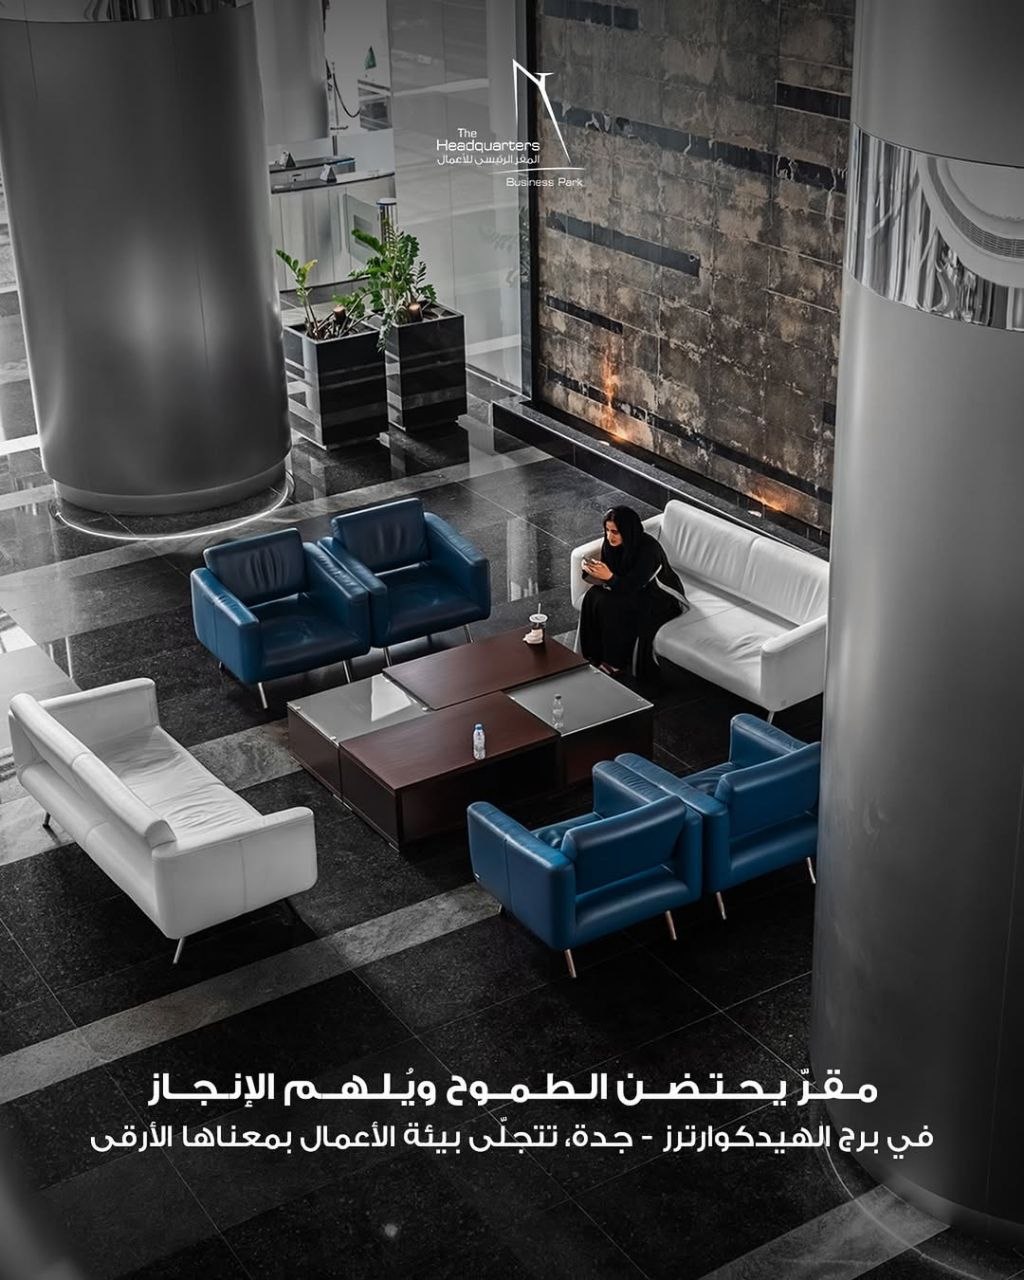 The
Headquarters
المقر الرئيسي للأعمال
Business Park
مقرّ يحتضن الطموح ويُلهم الإنجاز
في برج الهيدكوارترز - جدة، تتجلّى بيئة الأعمال بمعناها الأرقى